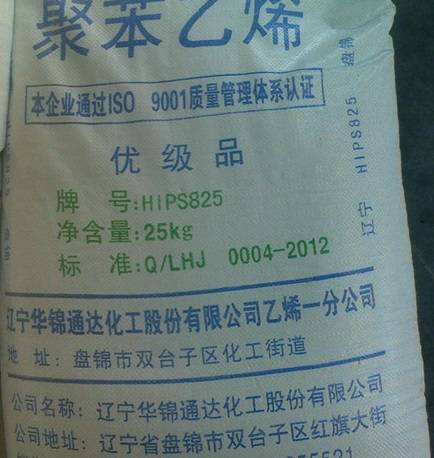 聚苯乙烯
本企业通过ISO 9001质量管理体系认证
优级品
牌 号:HIPS825
净含量:25kg
标 准:Q/LHJ 0004-2012
辽宁华锦通达化工股份有限公司乙烯一分公司
地 址: 盘锦市双台子区化工街道
公司名称: 辽宁华锦通达化工股份有限公司
公司地址: 辽宁省盘锦市双台子区红旗大街
辽宁 HIPS825 盘锦